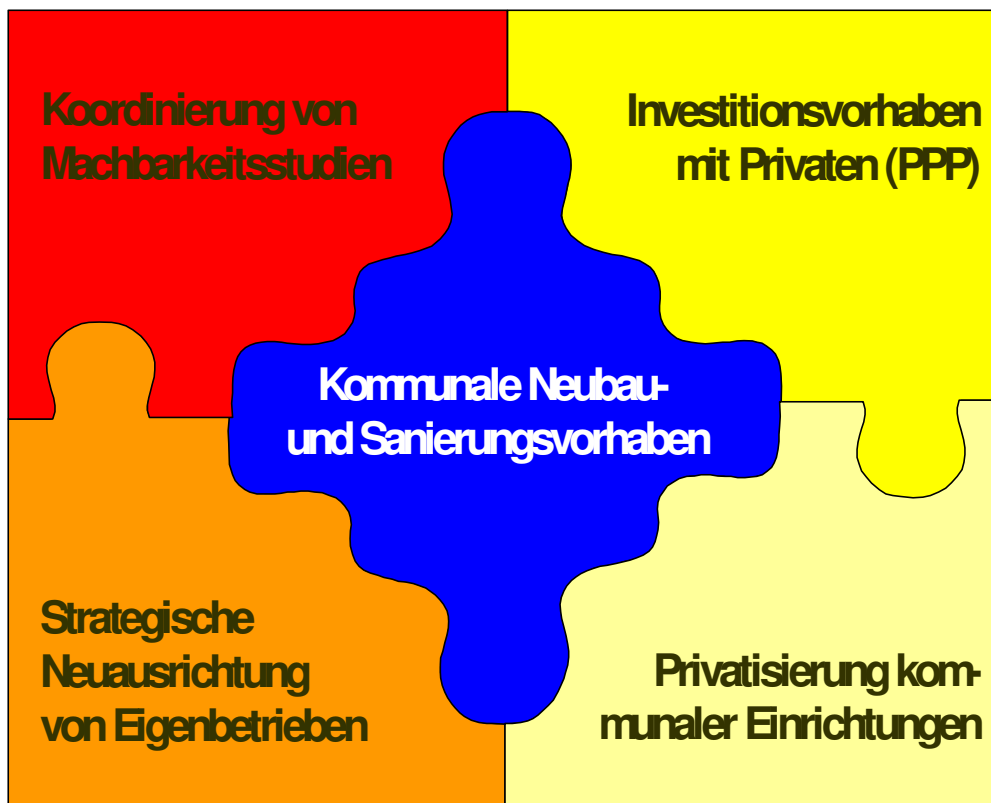 Koordinierung von
Machbarkeitsstudien
Investitionsvorhaben
mit Privaten (PPP)
Kommunale Neubau-
und Sanierungsvorhaben
Strategische
Neuausrichtung
von Eigenbetrieben
Privatisierung kom-
munaler Einrichtungen